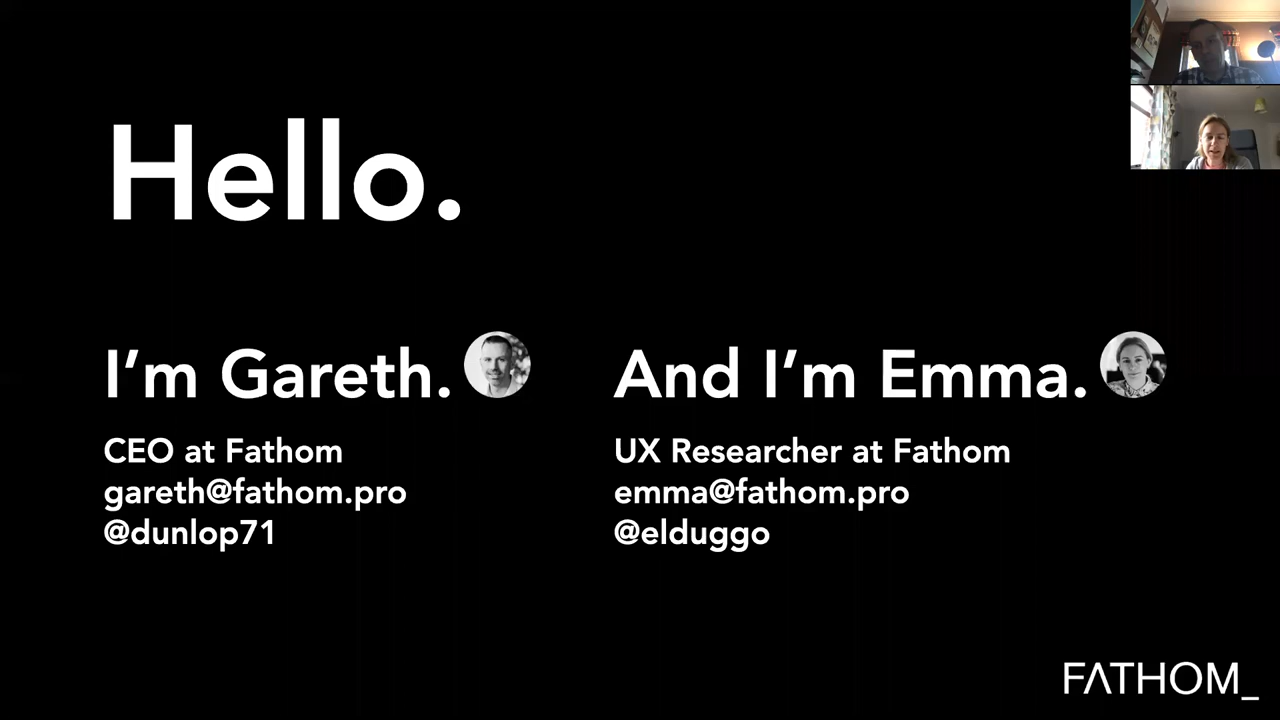 Hello.
I’m Gareth.
CEO at Fathom
gareth@fathom.pro
@dunlop71
And I’m Emma.
UX Researcher at Fathom
emma@fathom.pro
@elduggo
FATHOM_